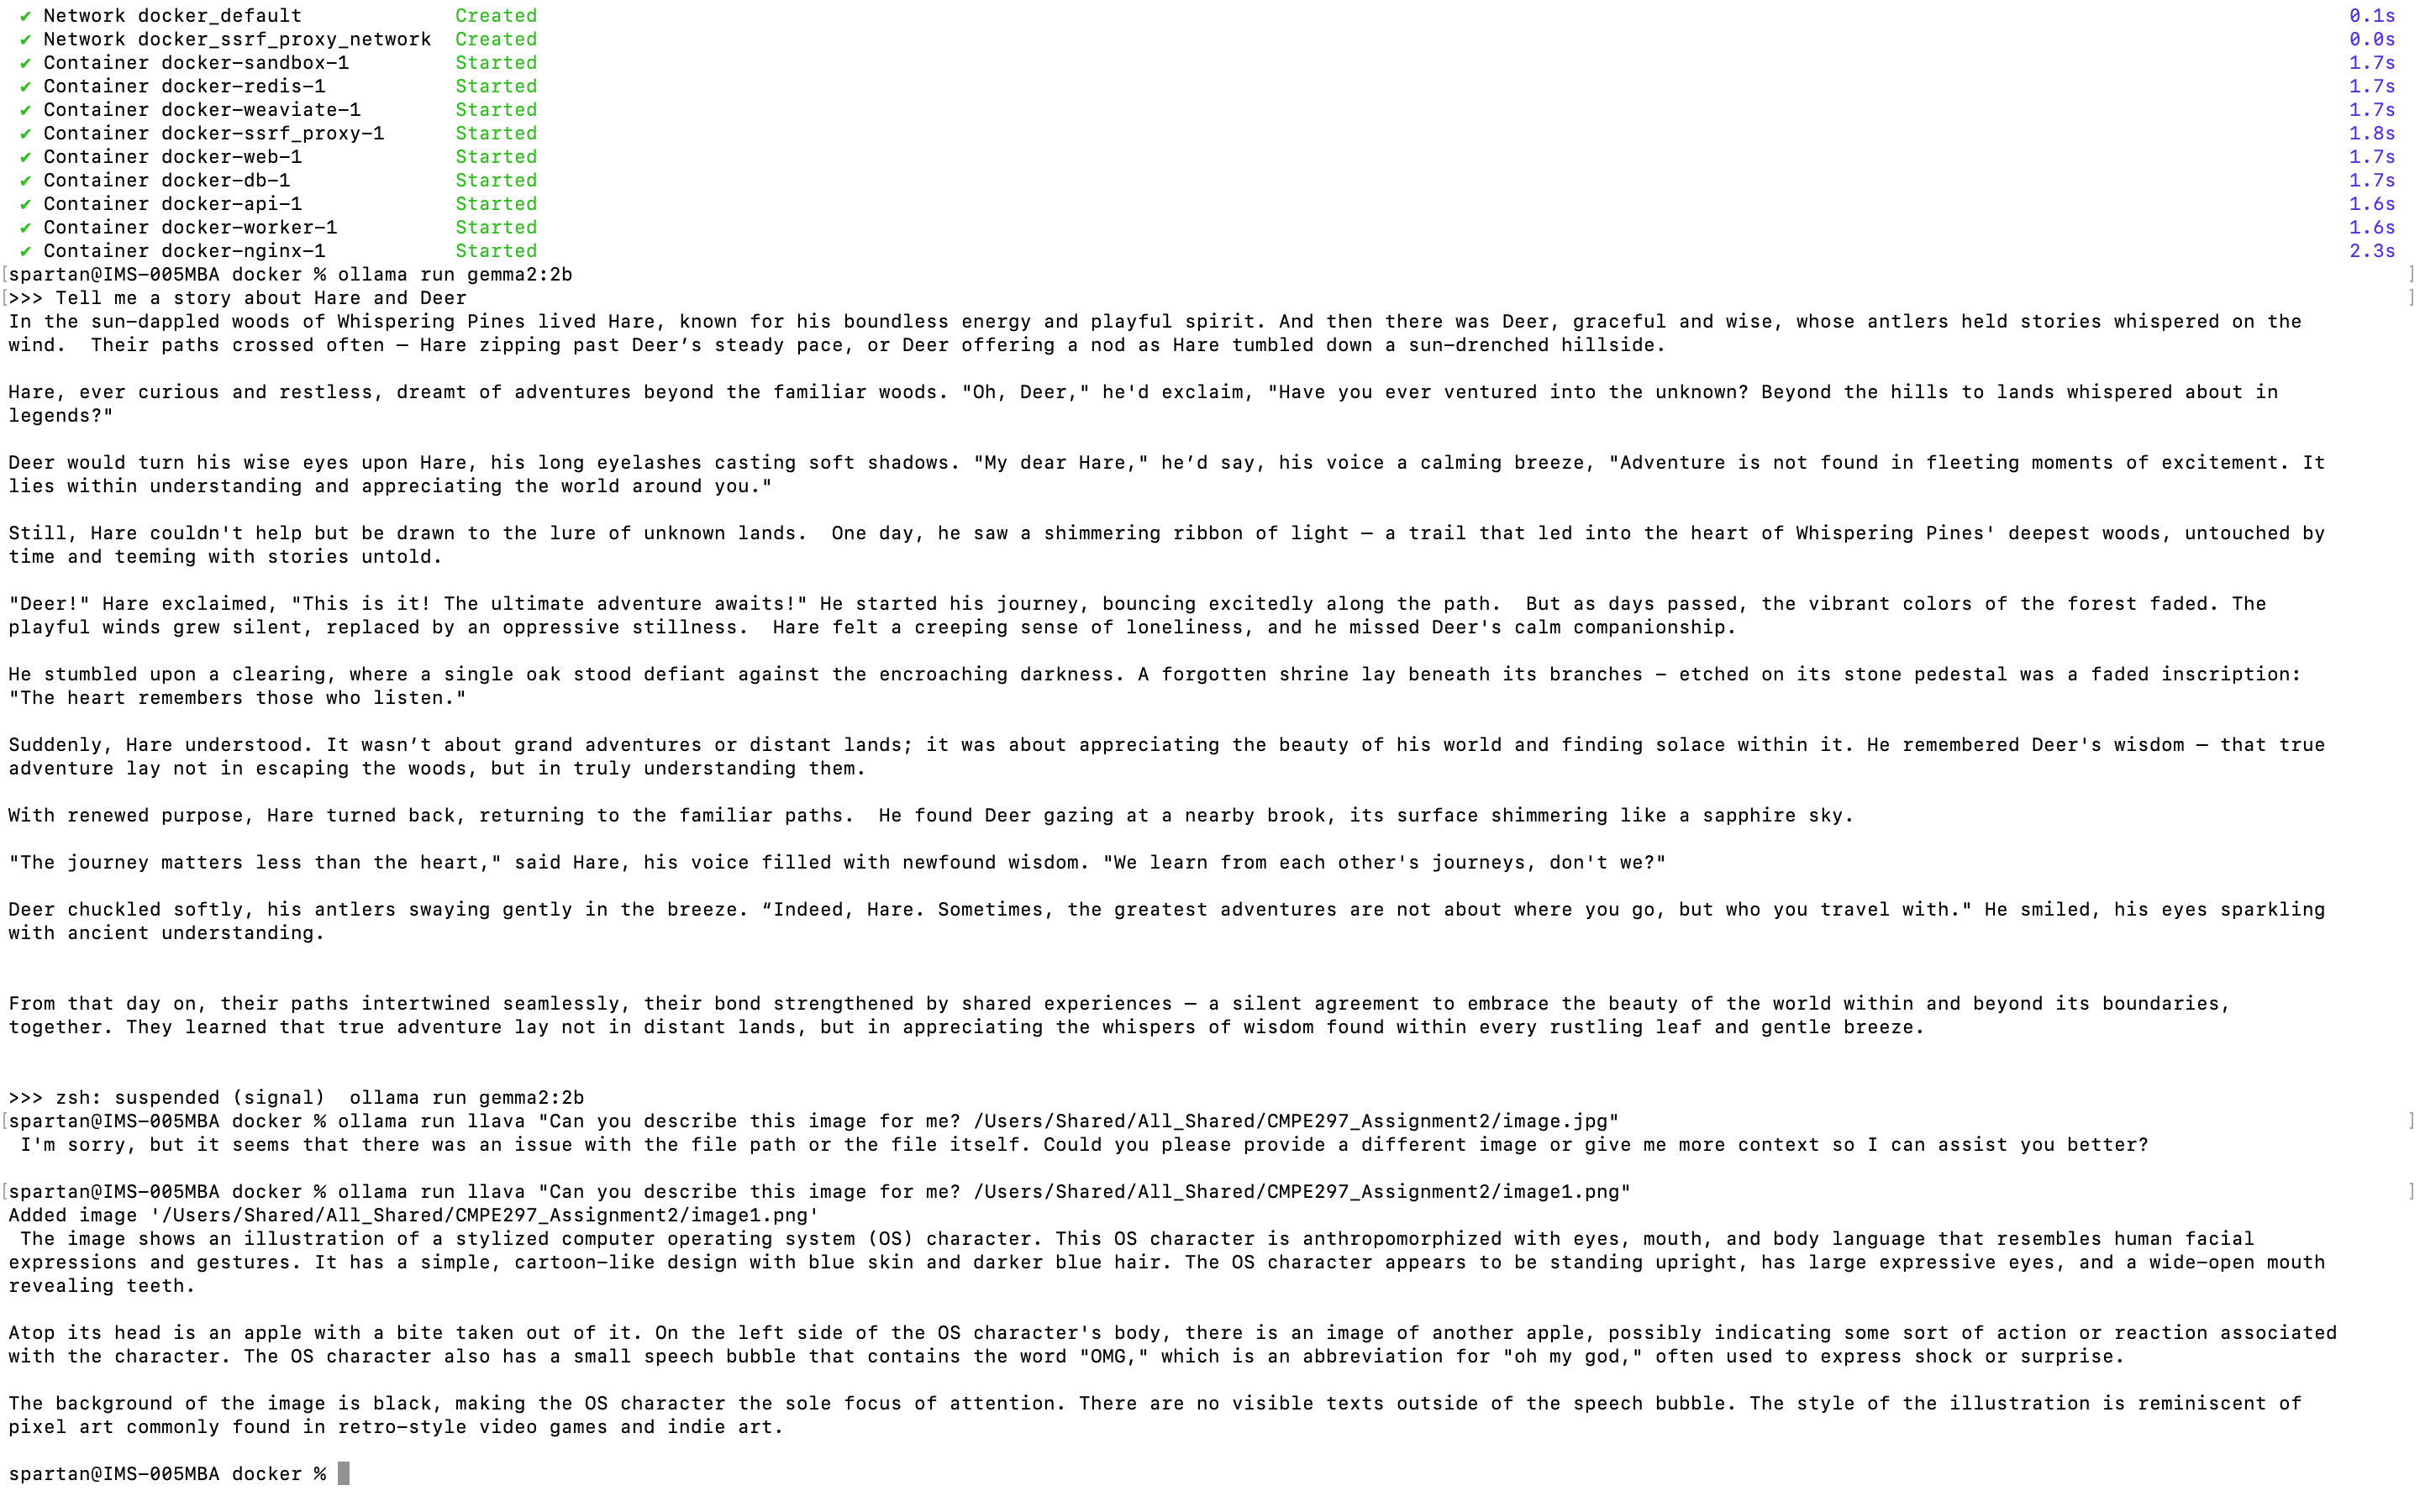 ✔ Network docker_default Created 0.1s
✔ Network docker_ssrf_proxy_network Created 0.0s
✔ Container docker-sandbox-1 Started 1.7s
✔ Container docker-redis-1 Started 1.7s
✔ Container docker-weaviate-1 Started 1.7s
✔ Container docker-ssrf_proxy-1 Started 1.8s
✔ Container docker-web-1 Started 1.7s
✔ Container docker-db-1 Started 1.7s
✔ Container docker-api-1 Started 1.6s
✔ Container docker-worker-1 Started 1.6s
✔ Container docker-nginx-1 Started 2.3s
[spartan@IMS-005MBA docker % ollama run gemma2:2b ]
[>>> Tell me a story about Hare and Deer ]
In the sun-dappled woods of Whispering Pines lived Hare, known for his boundless energy and playful spirit. And then there was Deer, graceful and wise, whose antlers held stories whispered on the
wind.  Their paths crossed often — Hare zipping past Deer’s steady pace, or Deer offering a nod as Hare tumbled down a sun-drenched hillside.
Hare, ever curious and restless, dreamt of adventures beyond the familiar woods. "Oh, Deer," he'd exclaim, "Have you ever ventured into the unknown? Beyond the hills to lands whispered about in
legends?"
Deer would turn his wise eyes upon Hare, his long eyelashes casting soft shadows. "My dear Hare," he’d say, his voice a calming breeze, "Adventure is not found in fleeting moments of excitement. It
lies within understanding and appreciating the world around you."
Still, Hare couldn't help but be drawn to the lure of unknown lands.  One day, he saw a shimmering ribbon of light — a trail that led into the heart of Whispering Pines' deepest woods, untouched by
time and teeming with stories untold.
"Deer!" Hare exclaimed, "This is it! The ultimate adventure awaits!" He started his journey, bouncing excitedly along the path.  But as days passed, the vibrant colors of the forest faded. The
playful winds grew silent, replaced by an oppressive stillness.  Hare felt a creeping sense of loneliness, and he missed Deer's calm companionship.
He stumbled upon a clearing, where a single oak stood defiant against the encroaching darkness. A forgotten shrine lay beneath its branches – etched on its stone pedestal was a faded inscription:
"The heart remembers those who listen."
Suddenly, Hare understood. It wasn’t about grand adventures or distant lands; it was about appreciating the beauty of his world and finding solace within it. He remembered Deer's wisdom — that true
adventure lay not in escaping the woods, but in truly understanding them.
With renewed purpose, Hare turned back, returning to the familiar paths.  He found Deer gazing at a nearby brook, its surface shimmering like a sapphire sky.
"The journey matters less than the heart," said Hare, his voice filled with newfound wisdom. "We learn from each other's journeys, don't we?"
Deer chuckled softly, his antlers swaying gently in the breeze. “Indeed, Hare. Sometimes, the greatest adventures are not about where you go, but who you travel with." He smiled, his eyes sparkling
with ancient understanding.
From that day on, their paths intertwined seamlessly, their bond strengthened by shared experiences — a silent agreement to embrace the beauty of the world within and beyond its boundaries,
together. They learned that true adventure lay not in distant lands, but in appreciating the whispers of wisdom found within every rustling leaf and gentle breeze.
>>> zsh: suspended (signal)  ollama run gemma2:2b
[spartan@IMS-005MBA docker % ollama run llava "Can you describe this image for me? /Users/Shared/All_Shared/CMPE297_Assignment2/image.jpg" ]
I'm sorry, but it seems that there was an issue with the file path or the file itself. Could you please provide a different image or give me more context so I can assist you better?
[spartan@IMS-005MBA docker % ollama run llava "Can you describe this image for me? /Users/Shared/All_Shared/CMPE297_Assignment2/image1.png" ]
Added image '/Users/Shared/All_Shared/CMPE297_Assignment2/image1.png'
The image shows an illustration of a stylized computer operating system (OS) character. This OS character is anthropomorphized with eyes, mouth, and body language that resembles human facial
expressions and gestures. It has a simple, cartoon-like design with blue skin and darker blue hair. The OS character appears to be standing upright, has large expressive eyes, and a wide-open mouth
revealing teeth.
Atop its head is an apple with a bite taken out of it. On the left side of the OS character's body, there is an image of another apple, possibly indicating some sort of action or reaction associated
with the character. The OS character also has a small speech bubble that contains the word "OMG," which is an abbreviation for "oh my god," often used to express shock or surprise.
The background of the image is black, making the OS character the sole focus of attention. There are no visible texts outside of the speech bubble. The style of the illustration is reminiscent of
pixel art commonly found in retro-style video games and indie art.
spartan@IMS-005MBA docker %